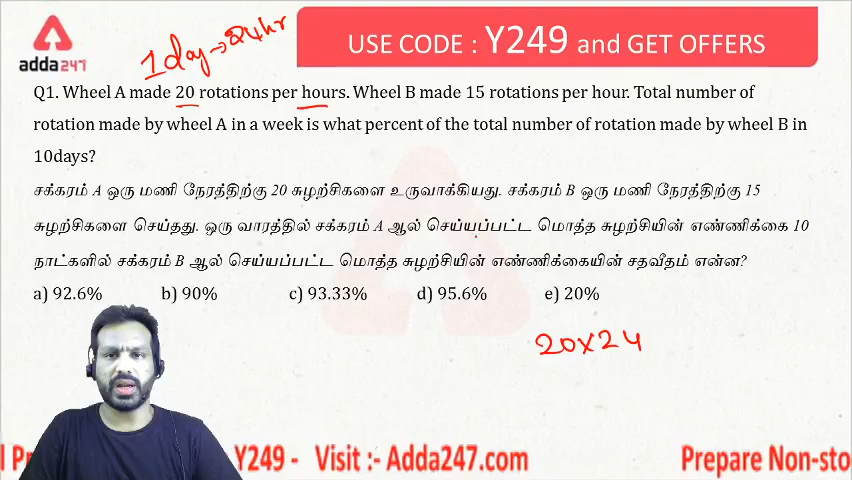 USE CODE : Y249 and GET OFFERS
adda247
1 day → 24 hr
Q1. Wheel A made 20 rotations per hours. Wheel B made 15 rotations per hour. Total number of
rotation made by wheel A in a week is what percent of the total number of rotation made by wheel B in
10days?
சக்கரம் A ஒரு மணி நேரத்திற்கு 20 சுழற்சிகளை உருவாக்கியது. சக்கரம் B ஒரு மணி நேரத்திற்கு 15
சுழற்சிகளை செய்தது. ஒரு வாரத்தில் சக்கரம் A ஆல் செய்யப்பட்ட மொத்த சுழற்சியின் எண்ணிக்கை 10
நாட்களில் சக்கரம் B ஆல் செய்யப்பட்ட மொத்த சுழற்சியின் எண்ணிக்கையின் சதவீதம் என்ன?
a) 92.6% b) 90% c) 93.33% d) 95.6% e) 20%
20x24
l Pr Y249 - Visit :- Adda247.com Prepare Non-sto